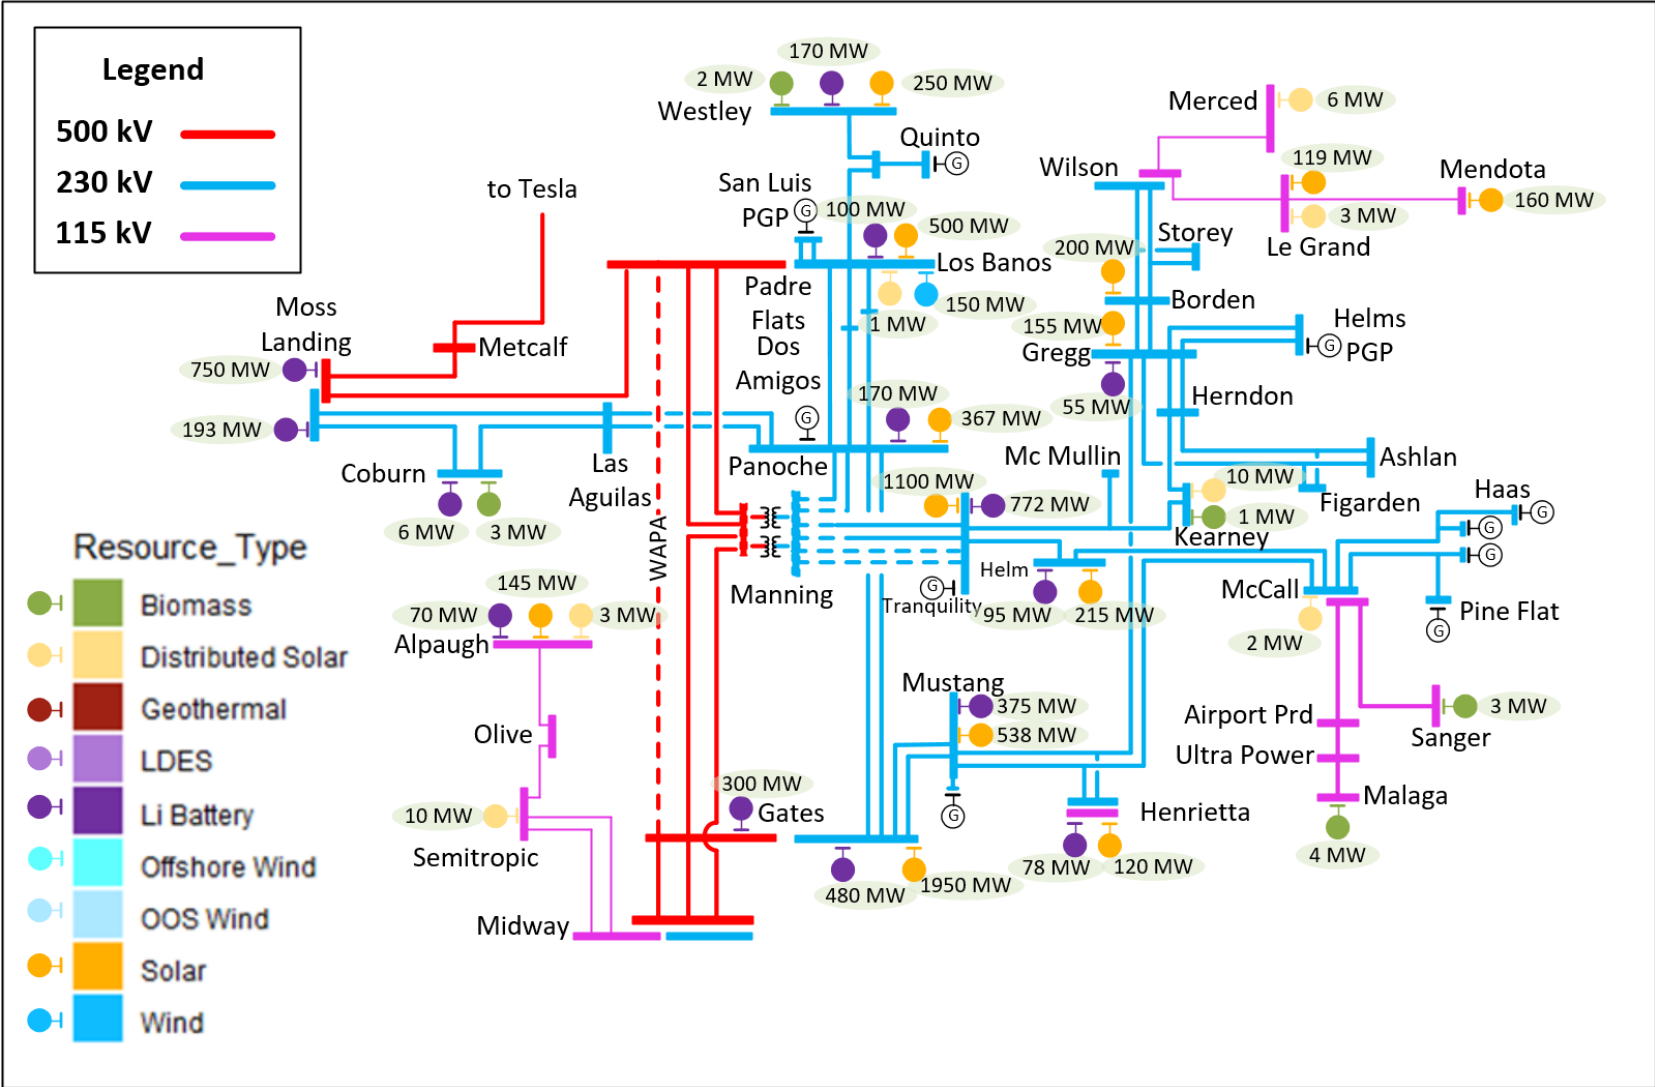 Legend
500 kV
230 kV
115 kV
170 MW
2 MW
250 MW
Westley
Quinto
G
San Luis
PGP
G
100 MW
500 MW
Los Banos
150 MW
1 MW
Padre
Flats
Dos
Amigos
G
to Tesla
Moss
Landing
Metcalf
750 MW
193 MW
Coburn
6 MW
3 MW
Las
Aguilas
170 MW
367 MW
Panoche
WAPA
Manning
Merced
6 MW
Wilson
119 MW
Mendota
160 MW
3 MW
Le Grand
Storey
200 MW
Borden
155 MW
Gregg
55 MW
Helms
PGP
G
Herndon
Ashlan
Mc Mullin
10 MW
Figarden
1 MW
Kearney
1100 MW
772 MW
Helm
G
Tranquility
95 MW
215 MW
Haas
G
G
G
McCall
2 MW
Pine Flat
G
Resource_Type
Biomass
Distributed Solar
Geothermal
LDES
Li Battery
Offshore Wind
OOS Wind
Solar
Wind
145 MW
70 MW
3 MW
Alpaugh
Olive
10 MW
Semitropic
Midway
300 MW
Gates
480 MW
1950 MW
Mustang
375 MW
538 MW
G
Henrietta
78 MW
120 MW
Airport Prd
Ultra Power
Malaga
4 MW
3 MW
Sanger